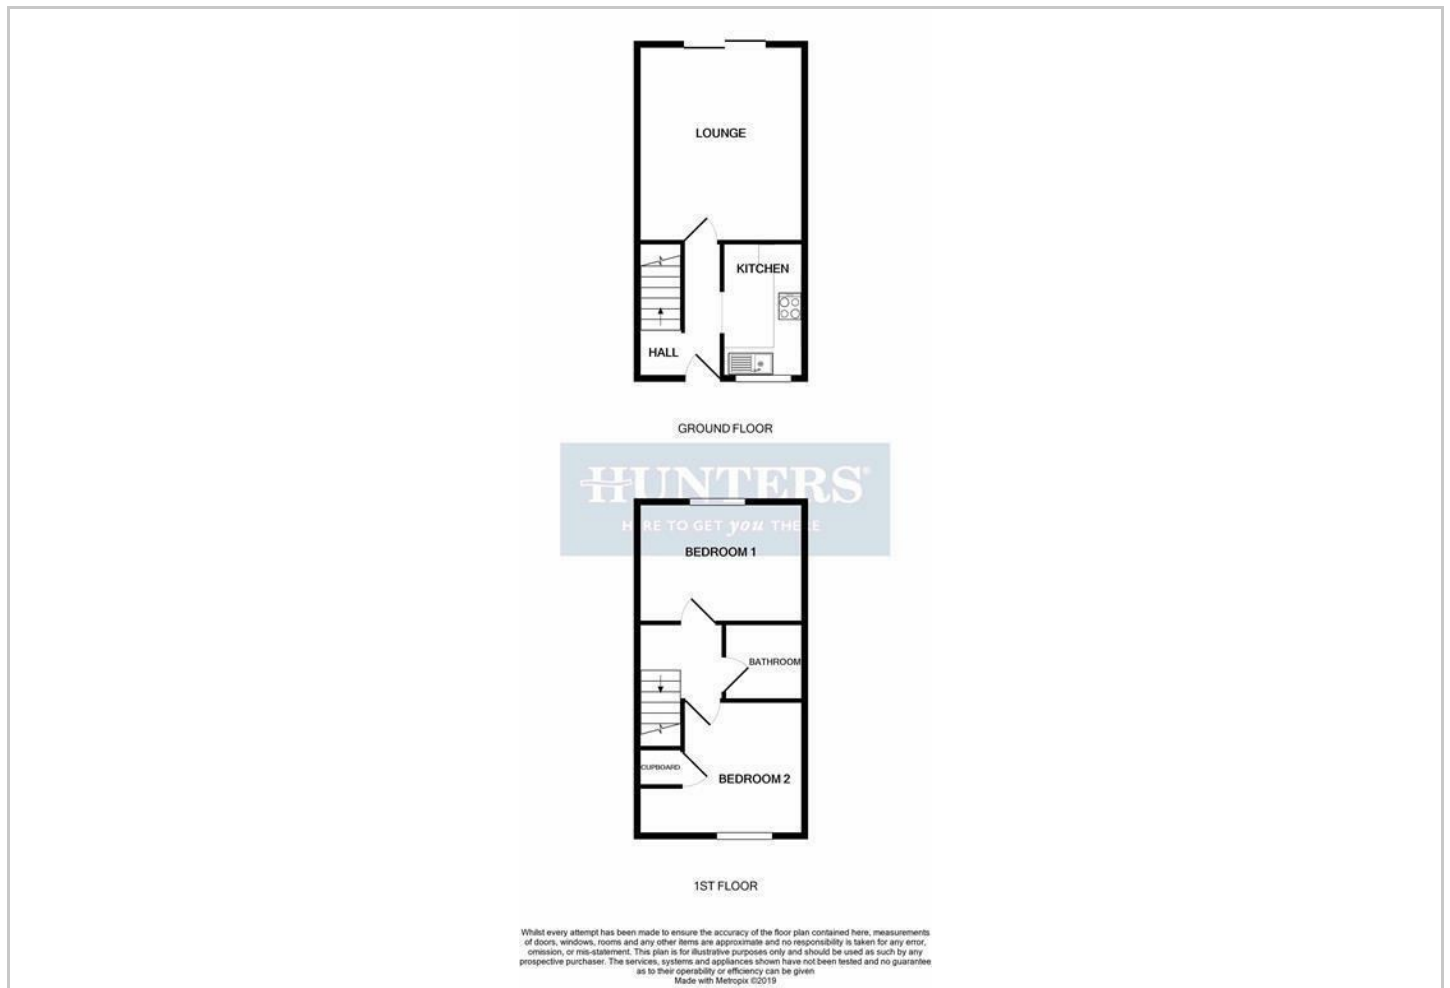 LOUNGE
KITCHEN
HALL
GROUND FLOOR
HUNTERS®
HERE TO GET you THERE
BEDROOM 1
BATHROOM
CUPBOARD
BEDROOM 2
1ST FLOOR
Whilst every attempt has been made to ensure the accuracy of the floor plan contained here, measurements
of doors, windows, rooms and any other items are approximate and no responsibility is taken for any error,
omission, or mis-statement. This plan is for illustrative purposes only and should be used as such by any
prospective purchaser. The services, systems and appliances shown have not been tested and no guarantee
as to their operability or efficiency can be given
Made with Metropix ©2019